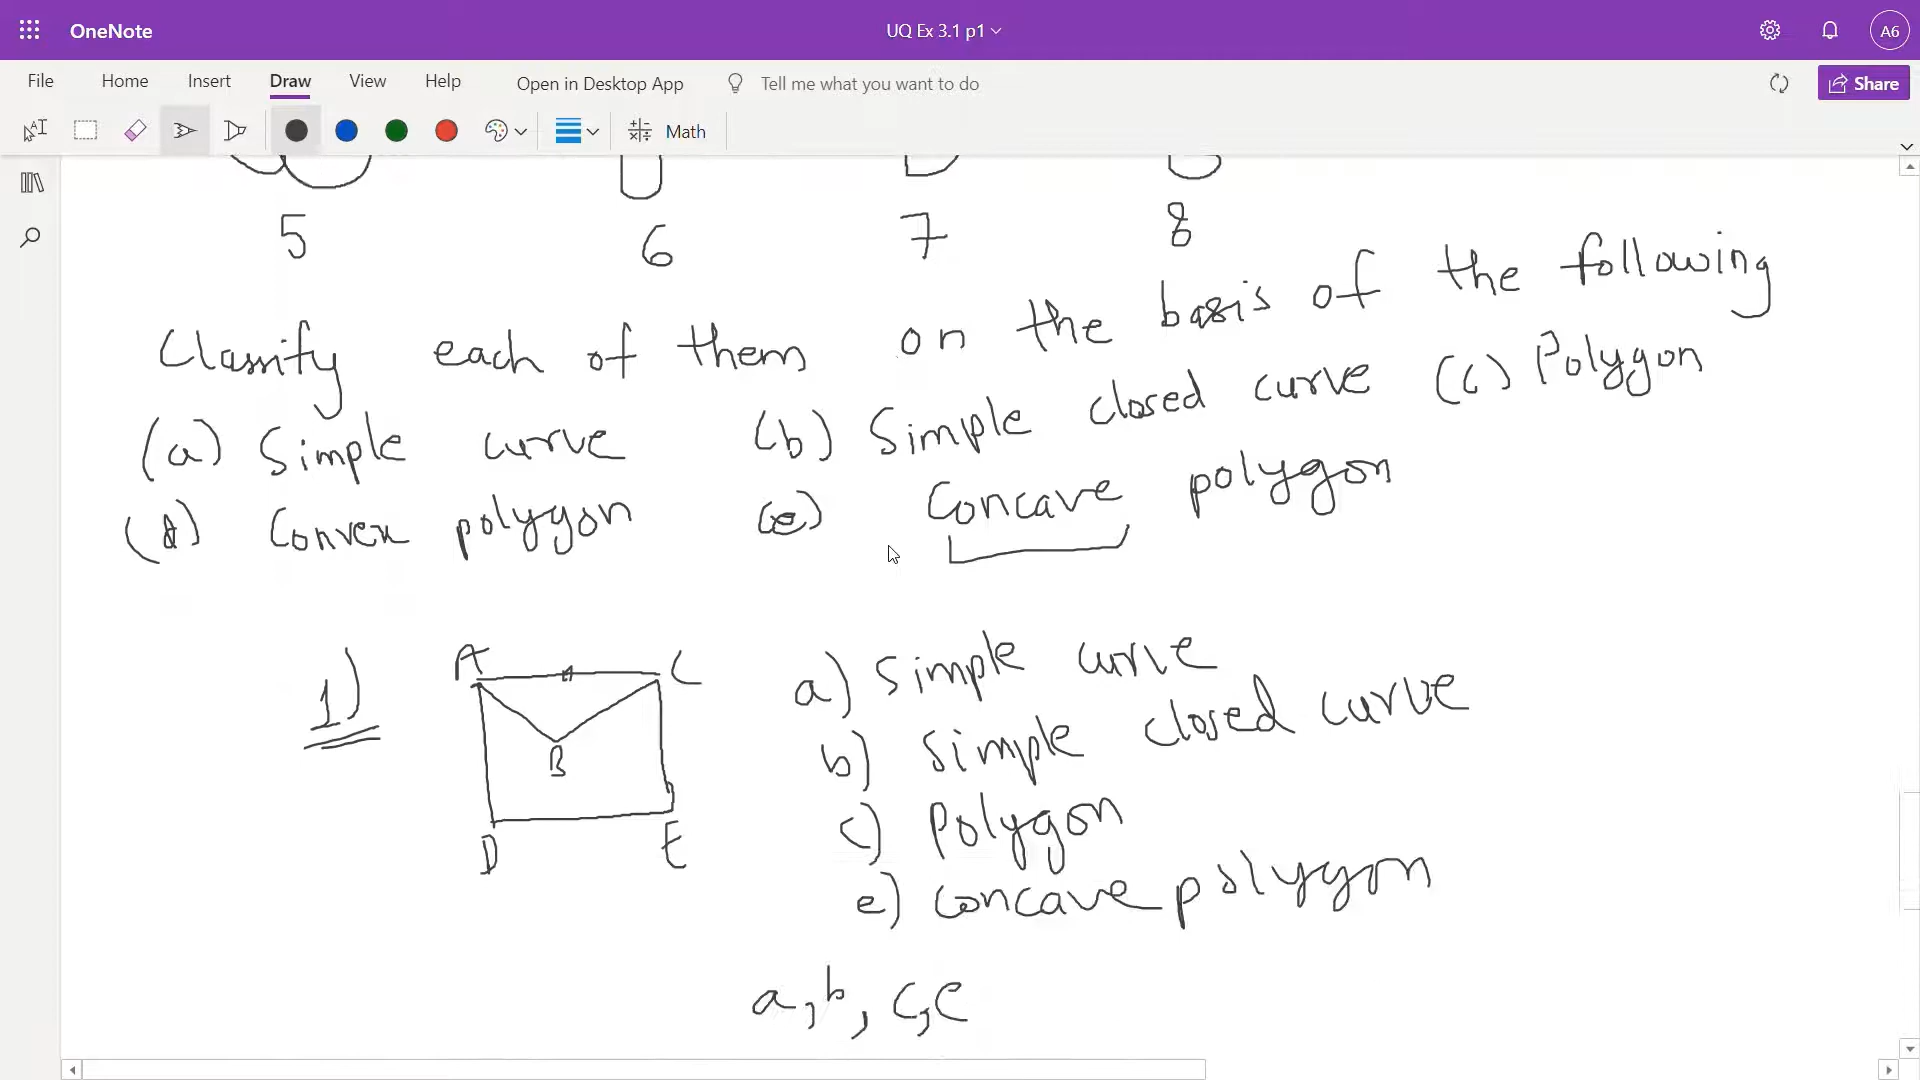 OneNote
UQ Ex 3.1 p1
A6
File Home Insert Draw View Help Open in Desktop App Tell me what you want to do
Share
Math
5 6 7 8
Classify each of them on the basis of the following
(a) Simple curve (b) Simple closed curve (c) Polygon
(d) Convex polygon (e) Concave polygon
1)
A C
B
D E
a) Simple curve
b) Simple closed curve
c) Polygon
e) Concave polygon
a, b, c, e